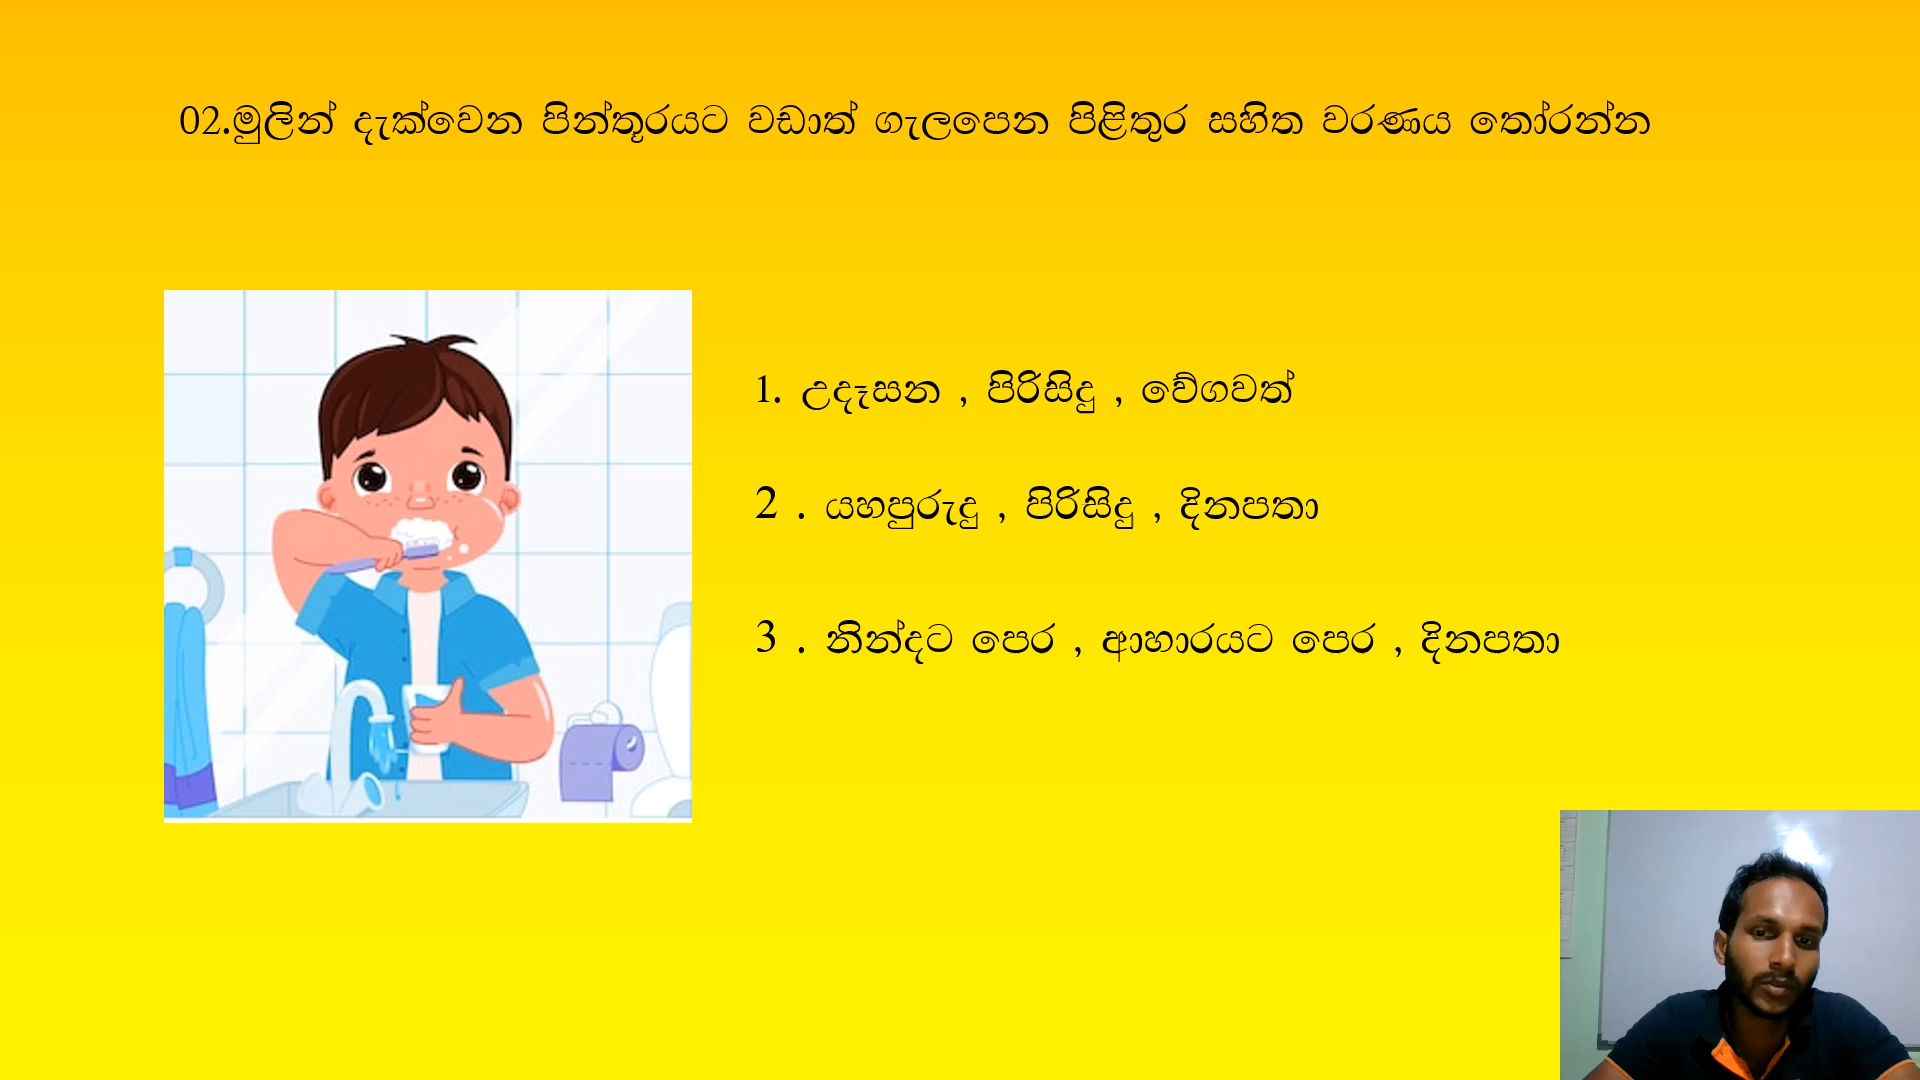 02.මුලින් දැක්වෙන පින්තූරයට වඩාත් ගැලපෙන පිළිතුර සහිත වරණය තෝරන්න
1. උදෑසන , පිරිසිදු , වේගවත්
2 . යහපුරුදු , පිරිසිදු , දිනපතා
3 . නින්දට පෙර , ආහාරයට පෙර , දිනපතා